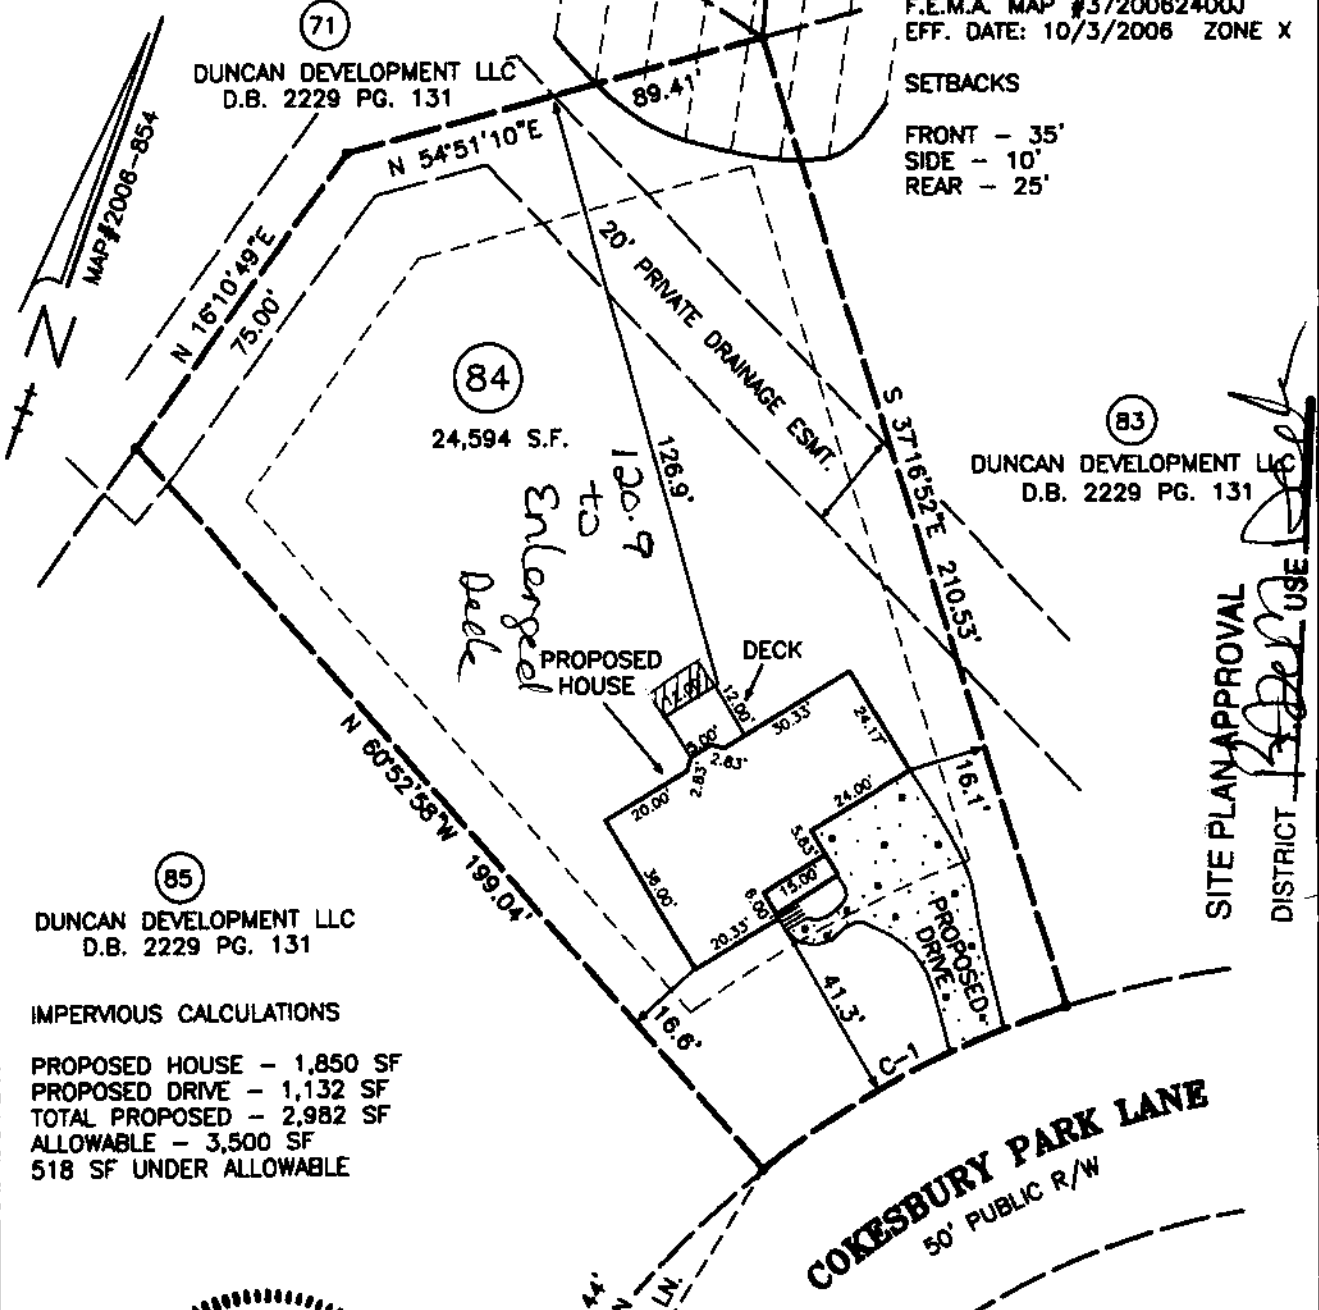 F.E.M.A. MAP #3720062400J
EFF. DATE: 10/3/2006 ZONE X
SETBACKS
FRONT - 35'
SIDE - 10'
REAR - 25'
71
DUNCAN DEVELOPMENT LLC
D.B. 2229 PG. 131
MAP#2006-854
N
N 16°10'49"E
75.00'
N 54°51'10"E
89.41'
20' PRIVATE DRAINAGE ESMT.
84
24,594 S.F.
126.9'
120.9
to
Enlarged
Deck
S 37°16'52"E 210.53'
83
DUNCAN DEVELOPMENT LLC
D.B. 2229 PG. 131
SITE PLAN APPROVAL
DISTRICT USE
PROPOSED
HOUSE
DECK
12.00'
30.33'
24.17'
2.83'
2.83'
20.00'
24.00'
16.1'
5.83'
15.00'
6.00'
38.00'
20.33'
PROPOSED
DRIVE
41.3'
16.6'
C-1
N 60°52'58"W 199.04'
85
DUNCAN DEVELOPMENT LLC
D.B. 2229 PG. 131
IMPERVIOUS CALCULATIONS
PROPOSED HOUSE - 1,850 SF
PROPOSED DRIVE - 1,132 SF
TOTAL PROPOSED - 2,982 SF
ALLOWABLE - 3,500 SF
518 SF UNDER ALLOWABLE
COKESBURY PARK LANE
50' PUBLIC R/W
44'
LN.